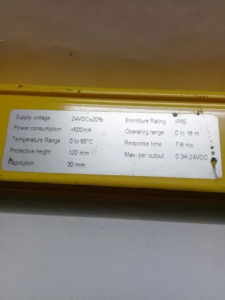 Supply voltage 24VDC±20% Enclosure Rating IP65
Power consumption <500mA Operating range 0 to 18 m
Temperature Range 0 to 65°C Response time 7.8 ms
Protective height 120 mm Max. per output 0.3A 24VDC
Resolution 30 mm